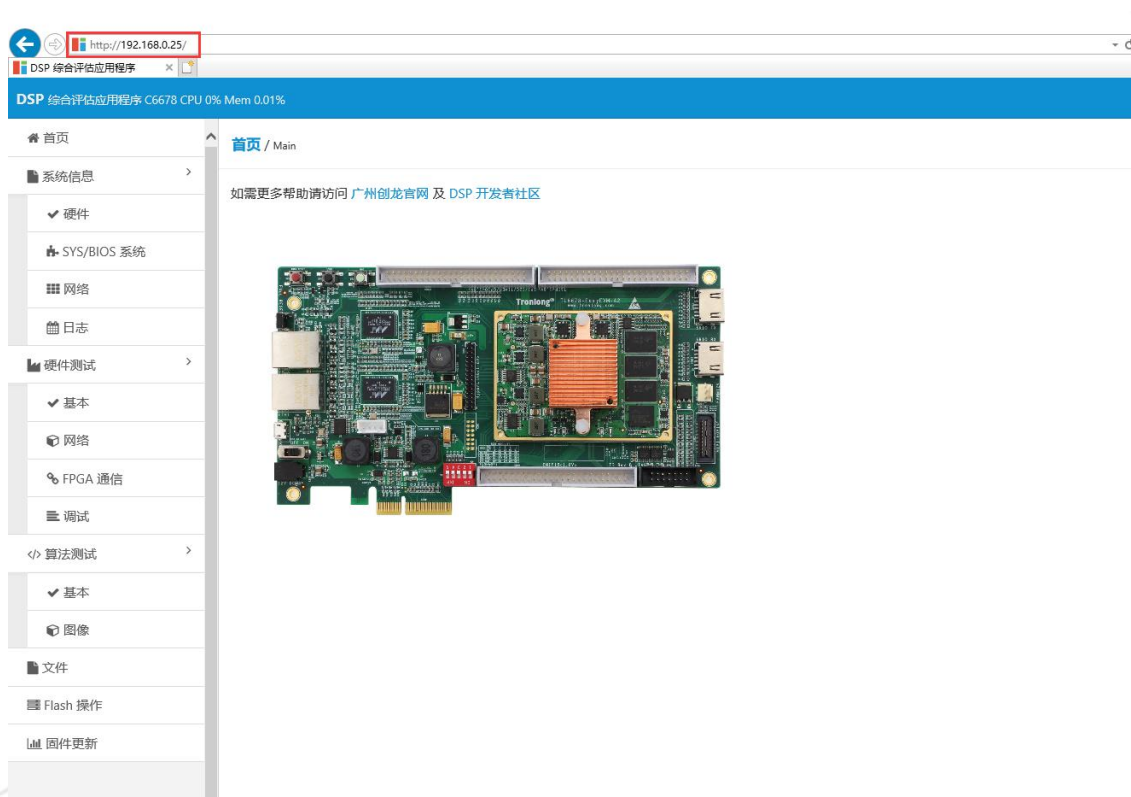 http://192.168.0.25/
DSP 综合评估应用程序
DSP 综合评估应用程序 C6678 CPU 0% Mem 0.01%
首页
系统信息
硬件
SYS/BIOS 系统
网络
日志
硬件测试
基本
网络
FPGA 通信
调试
算法测试
基本
图像
文件
Flash 操作
固件更新
首页 / Main
如需更多帮助请访问 广州创龙官网 及 DSP 开发者社区
Tronlong®